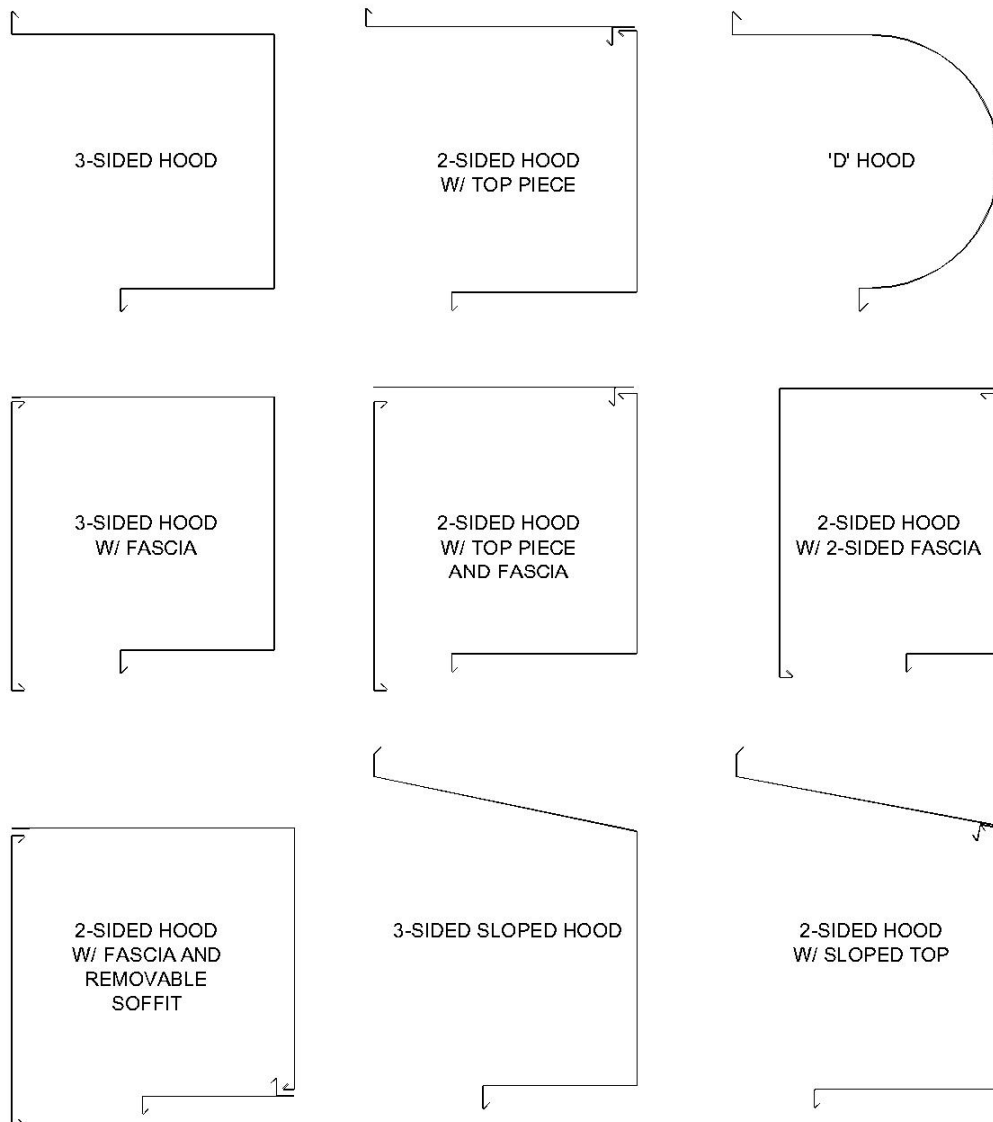 3-SIDED HOOD
2-SIDED HOOD
W/ TOP PIECE
'D' HOOD
3-SIDED HOOD
W/ FASCIA
2-SIDED HOOD
W/ TOP PIECE
AND FASCIA
2-SIDED HOOD
W/ 2-SIDED FASCIA
2-SIDED HOOD
W/ FASCIA AND
REMOVABLE
SOFFIT
3-SIDED SLOPED HOOD
2-SIDED HOOD
W/ SLOPED TOP